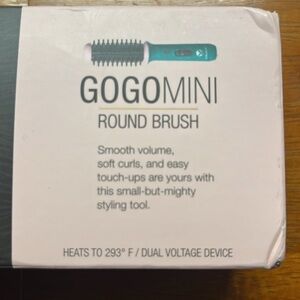 GOGOMINI
ROUND BRUSH
Smooth volume,
soft curls, and easy
touch-ups are yours with
this small-but-mighty
styling tool.
HEATS TO 293° F / DUAL VOLTAGE DEVICE